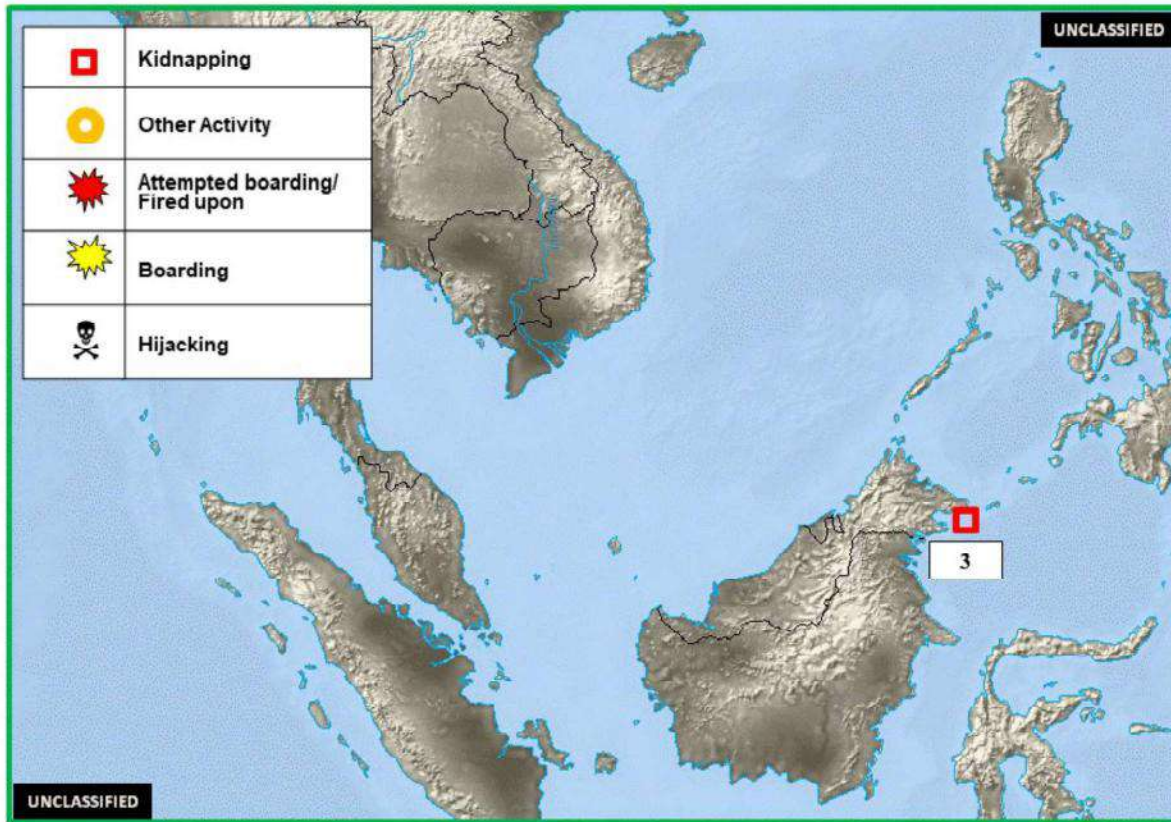 UNCLASSIFIED
Kidnapping
Other Activity
Attempted boarding/
Fired upon
Boarding
Hijacking
3
UNCLASSIFIED